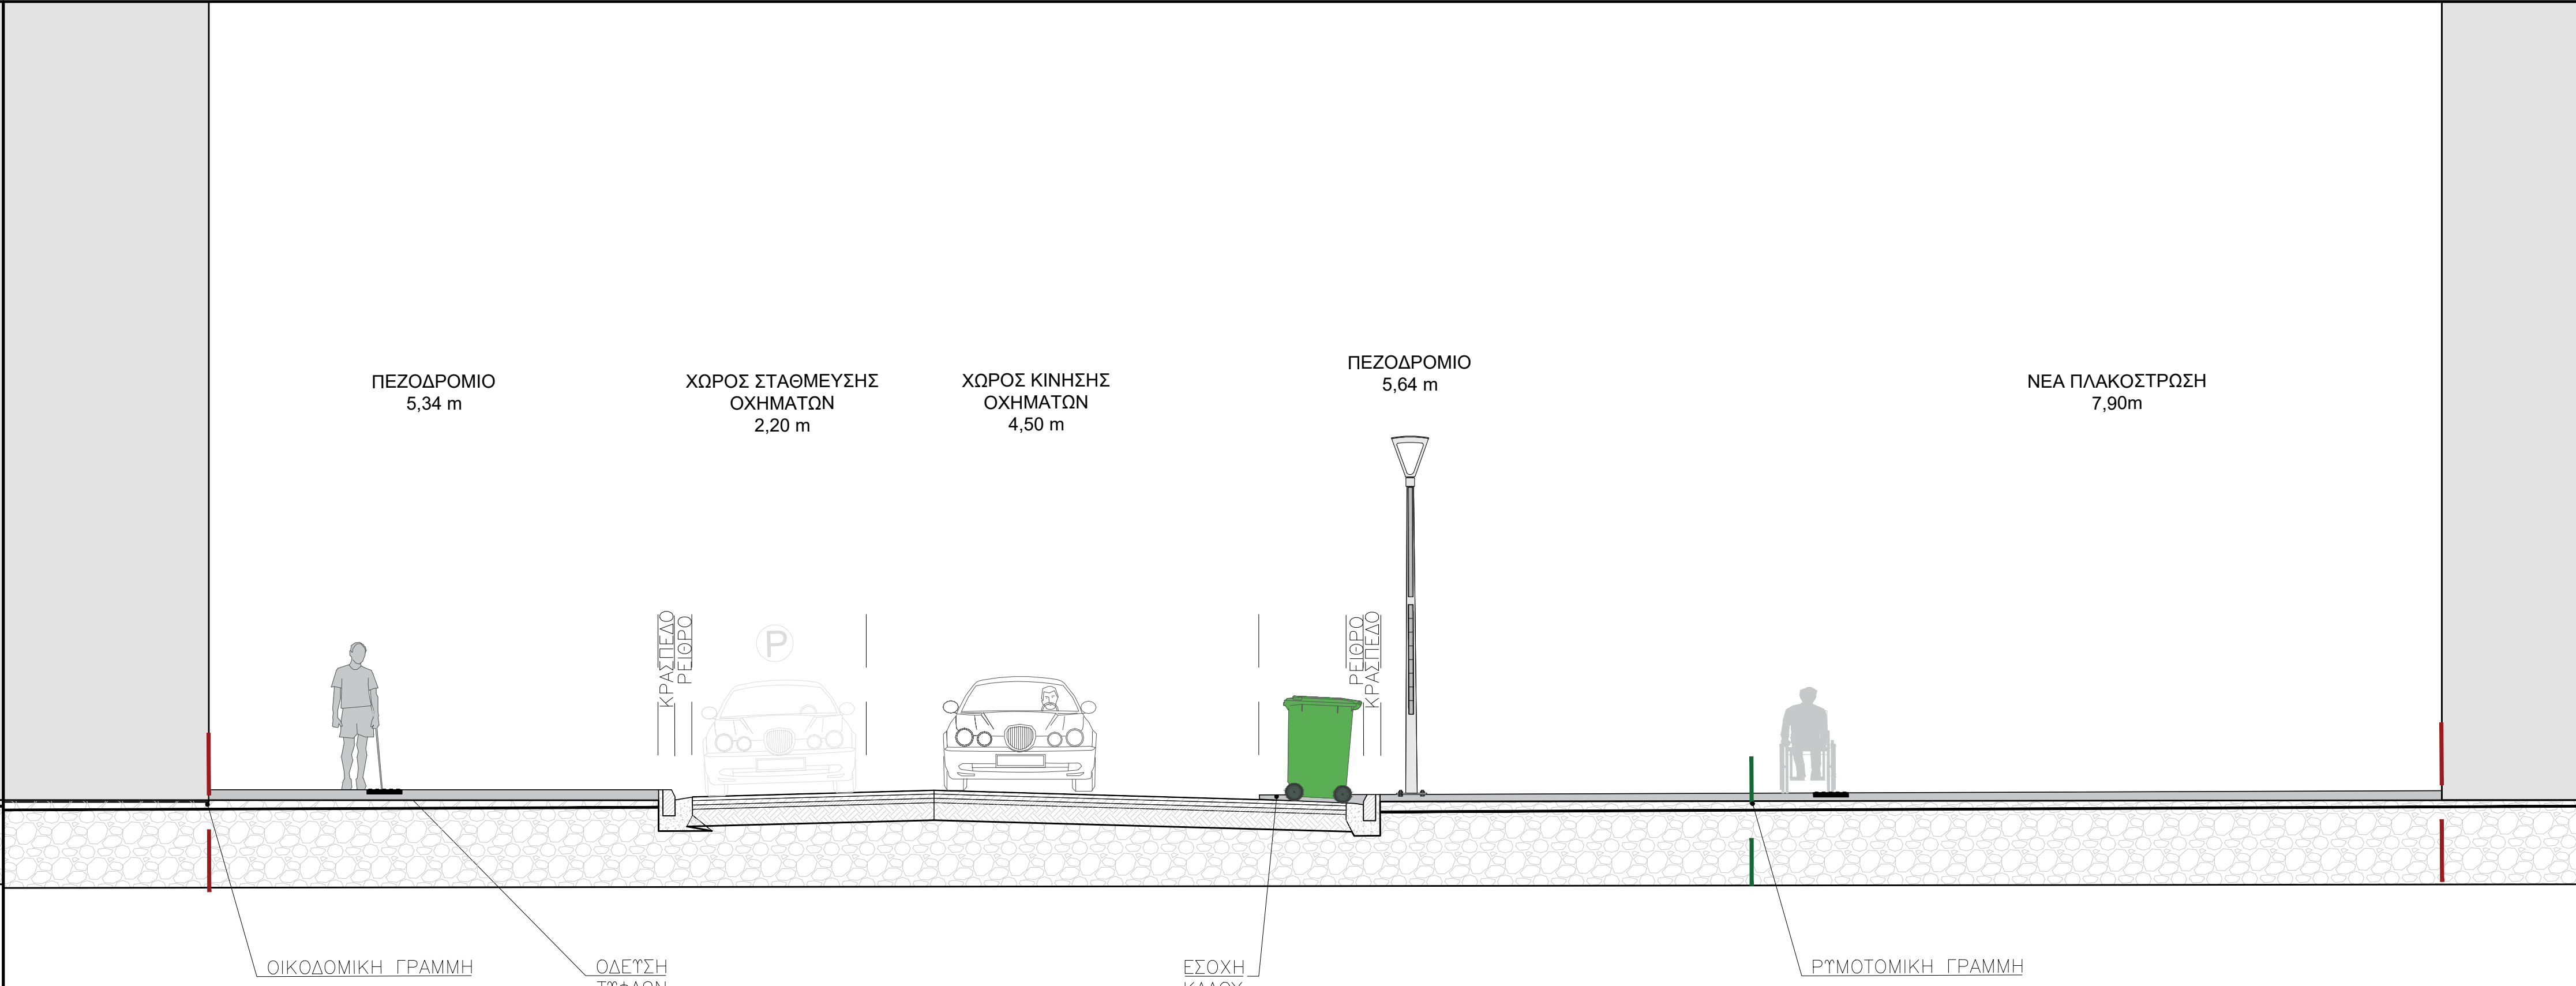 ΠΕΖΟΔΡΟΜΙΟ
5,34 m
ΧΩΡΟΣ ΣΤΑΘΜΕΥΣΗΣ
ΟΧΗΜΑΤΩΝ
2,20 m
ΧΩΡΟΣ ΚΙΝΗΣΗΣ
ΟΧΗΜΑΤΩΝ
4,50 m
ΠΕΖΟΔΡΟΜΙΟ
5,64 m
ΝΕΑ ΠΛΑΚΟΣΤΡΩΣΗ
7,90m
ΚΡΑΣΠΕΔΟ
ΡΕΙΘΡΟ
P
ΡΕΙΘΡΟ
ΚΡΑΣΠΕΔΟ
ΟΙΚΟΔΟΜΙΚΗ ΓΡΑΜΜΗ
ΟΔΕΥΣΗ
ΕΣΟΧΗ
ΡΥΜΟΤΟΜΙΚΗ ΓΡΑΜΜΗ